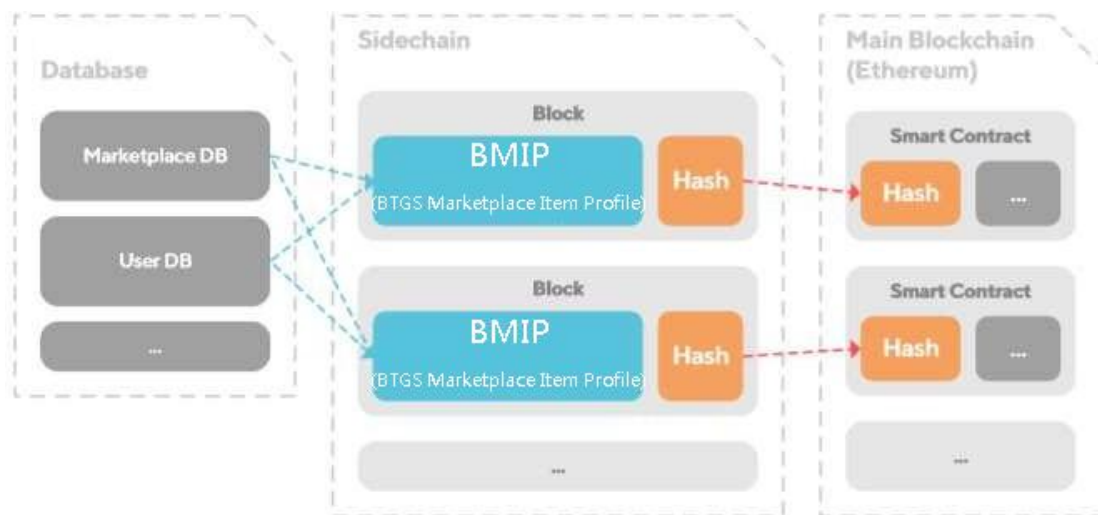 Database
Marketplace DB
User DB
...
Sidechain
Block
BMIP
(BTGS Marketplace Item Profile)
Hash
Block
BMIP
(BTGS Marketplace Item Profile)
Hash
...
Main Blockchain
(Ethereum)
Smart Contract
Hash
...
Smart Contract
Hash
...
...